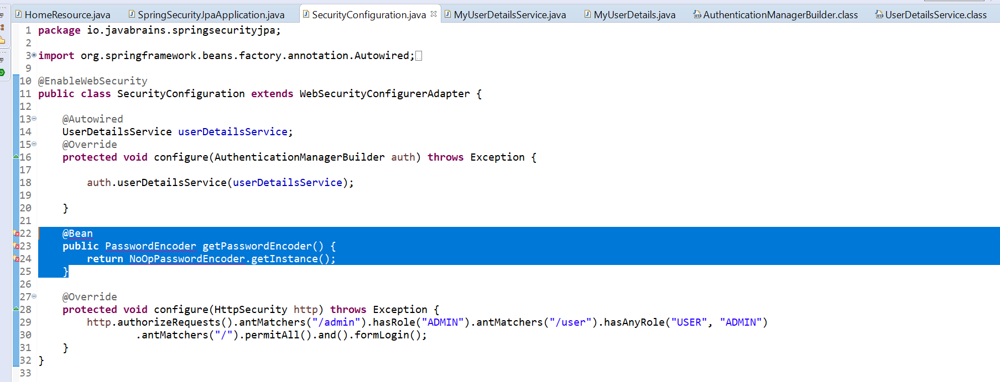 HomeResource.java SpringSecurityJpaApplication.java SecurityConfiguration.java MyUserDetailsService.java MyUserDetails.java AuthenticationManagerBuilder.class UserDetailsService.class
1 package io.javabrains.springsecurityjpa;
2
3 import org.springframework.beans.factory.annotation.Autowired;
9
10 @EnableWebSecurity
11 public class SecurityConfiguration extends WebSecurityConfigurerAdapter {
12
13 @Autowired
14 UserDetailsService userDetailsService;
15 @Override
16 protected void configure(AuthenticationManagerBuilder auth) throws Exception {
17
18 auth.userDetailsService(userDetailsService);
19
20 }
21
22 @Bean
23 public PasswordEncoder getPasswordEncoder() {
24 return NoOpPasswordEncoder.getInstance();
25 }
26
27 @Override
28 protected void configure(HttpSecurity http) throws Exception {
29 http.authorizeRequests().antMatchers("/admin").hasRole("ADMIN").antMatchers("/user").hasAnyRole("USER", "ADMIN")
30 .antMatchers("/").permitAll().and().formLogin();
31 }
32 }
33